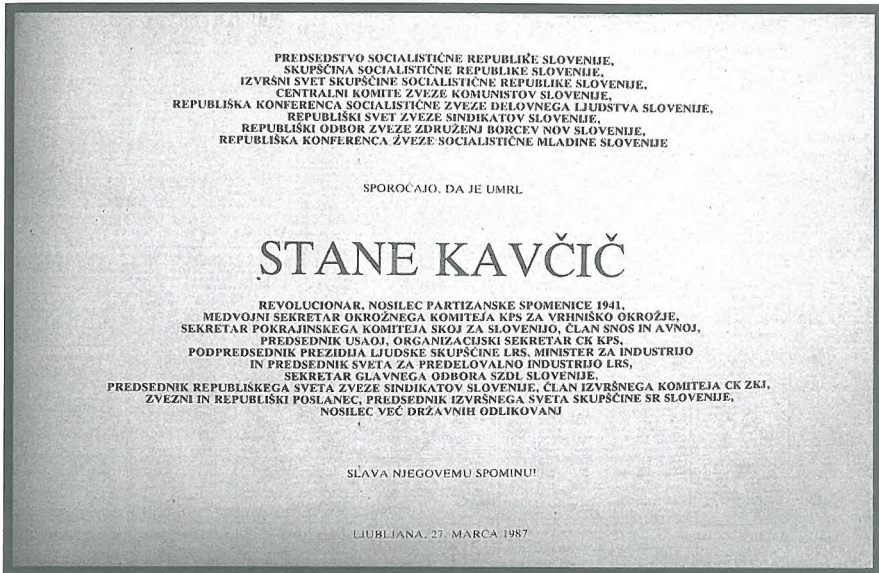 PREDSEDSTVO SOCIALISTIČNE REPUBLIKE SLOVENIJE,
SKUPŠČINA SOCIALISTIČNE REPUBLIKE SLOVENIJE,
IZVRŠNI SVET SKUPŠČINE SOCIALISTIČNE REPUBLIKE SLOVENIJE,
CENTRALNI KOMITE ZVEZE KOMUNISTOV SLOVENIJE,
REPUBLIŠKA KONFERENCA SOCIALISTIČNE ZVEZE DELOVNEGA LJUDSTVA SLOVENIJE,
REPUBLIŠKI SVET ZVEZE SINDIKATOV SLOVENIJE,
REPUBLIŠKI ODBOR ZVEZE ZDRUŽENJ BORCEV NOV SLOVENIJE,
REPUBLIŠKA KONFERENCA ZVEZE SOCIALISTIČNE MLADINE SLOVENIJE
SPOROČAJO, DA JE UMRL
STANE KAVČIČ
REVOLUCIONAR, NOSILEC PARTIZANSKE SPOMENICE 1941,
MEDVOJNI SEKRETAR OKROŽNEGA KOMITEJA KPS ZA VRHNIŠKO OKROŽJE,
SEKRETAR POKRAJINSKEGA KOMITEJA SKOJ ZA SLOVENIJO, ČLAN SNOS IN AVNOJ,
PREDSEDNIK USAOJ, ORGANIZACIJSKI SEKRETAR CK KPS,
PODPREDSEDNIK PREZIDIJA LJUDSKE SKUPŠČINE LRS, MINISTER ZA INDUSTRIJO
IN PREDSEDNIK SVETA ZA PREDELOVALNO INDUSTRIJO LRS,
SEKRETAR GLAVNEGA ODBORA SZDL SLOVENIJE,
PREDSEDNIK REPUBLIŠKEGA SVETA ZVEZE SINDIKATOV SLOVENIJE, ČLAN IZVRŠNEGA KOMITEJA CK ZKJ,
ZVEZNI IN REPUBLIŠKI POSLANEC, PREDSEDNIK IZVRŠNEGA SVETA SKUPŠČINE SR SLOVENIJE,
NOSILEC VEČ DRŽAVNIH ODLIKOVANJ
SLAVA NJEGOVEMU SPOMINU!
LJUBLJANA, 27. MARCA 1987